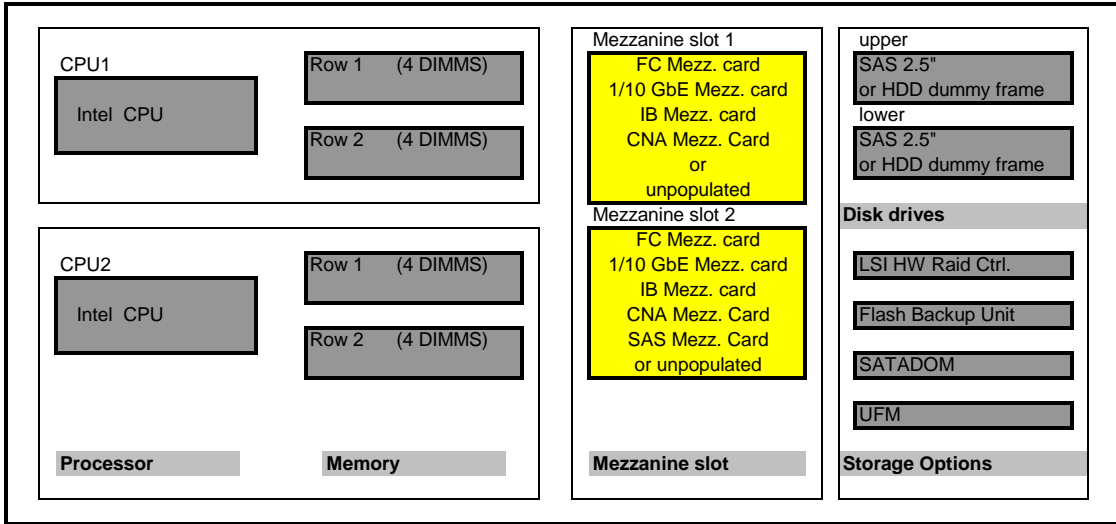 CPU1
Intel CPU
Row 1 (4 DIMMS)
Row 2 (4 DIMMS)
CPU2
Intel CPU
Row 1 (4 DIMMS)
Row 2 (4 DIMMS)
Processor
Memory
Mezzanine slot 1
FC Mezz. card
1/10 GbE Mezz. card
IB Mezz. card
CNA Mezz. Card
or
unpopulated
Mezzanine slot 2
FC Mezz. card
1/10 GbE Mezz. card
IB Mezz. card
CNA Mezz. Card
SAS Mezz. Card
or unpopulated
Mezzanine slot
upper
SAS 2.5"
or HDD dummy frame
lower
SAS 2.5"
or HDD dummy frame
Disk drives
LSI HW Raid Ctrl.
Flash Backup Unit
SATADOM
UFM
Storage Options